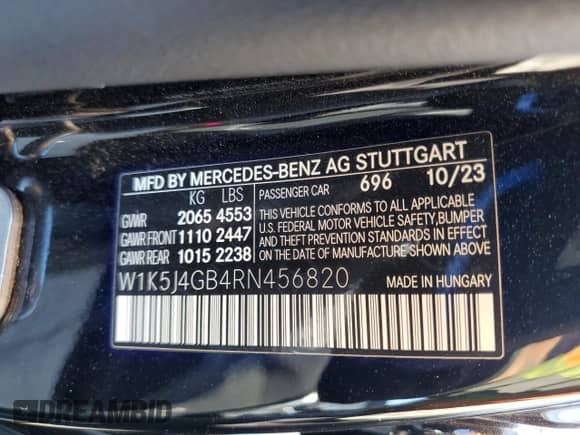 MFD BY MERCEDES-BENZ AG STUTTGART
KG LBS PASSENGER CAR 696 10/23
GVWR 2065 4553
GAWR FRONT 1110 2447
GAWR REAR 1015 2238
THIS VEHICLE CONFORMS TO ALL APPLICABLE
U.S. FEDERAL MOTOR VEHICLE SAFETY,BUMPER
AND THEFT PREVENTION STANDARDS IN EFFECT
ON THE DATE OF MANUFACTURE SHOWN ABOVE.
W1K5J4GB4RN456820 MADE IN HUNGARY
DREAMBID